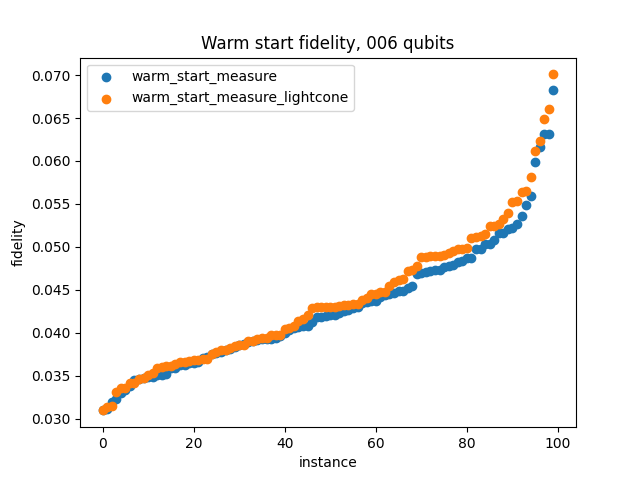 Warm start fidelity, 006 qubits
warm_start_measure
warm_start_measure_lightcone
0.070
0.065
0.060
0.055
0.050
0.045
0.040
0.035
0.030
fidelity
0 20 40 60 80 100
instance